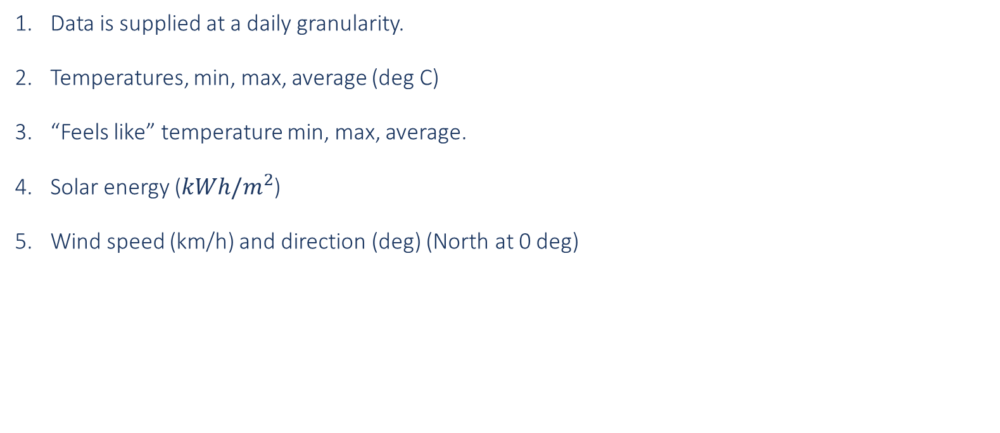 1. Data is supplied at a daily granularity.
2. Temperatures, min, max, average (deg C)
3. “Feels like” temperature min, max, average.
4. Solar energy (kWh/m²)
5. Wind speed (km/h) and direction (deg) (North at 0 deg)